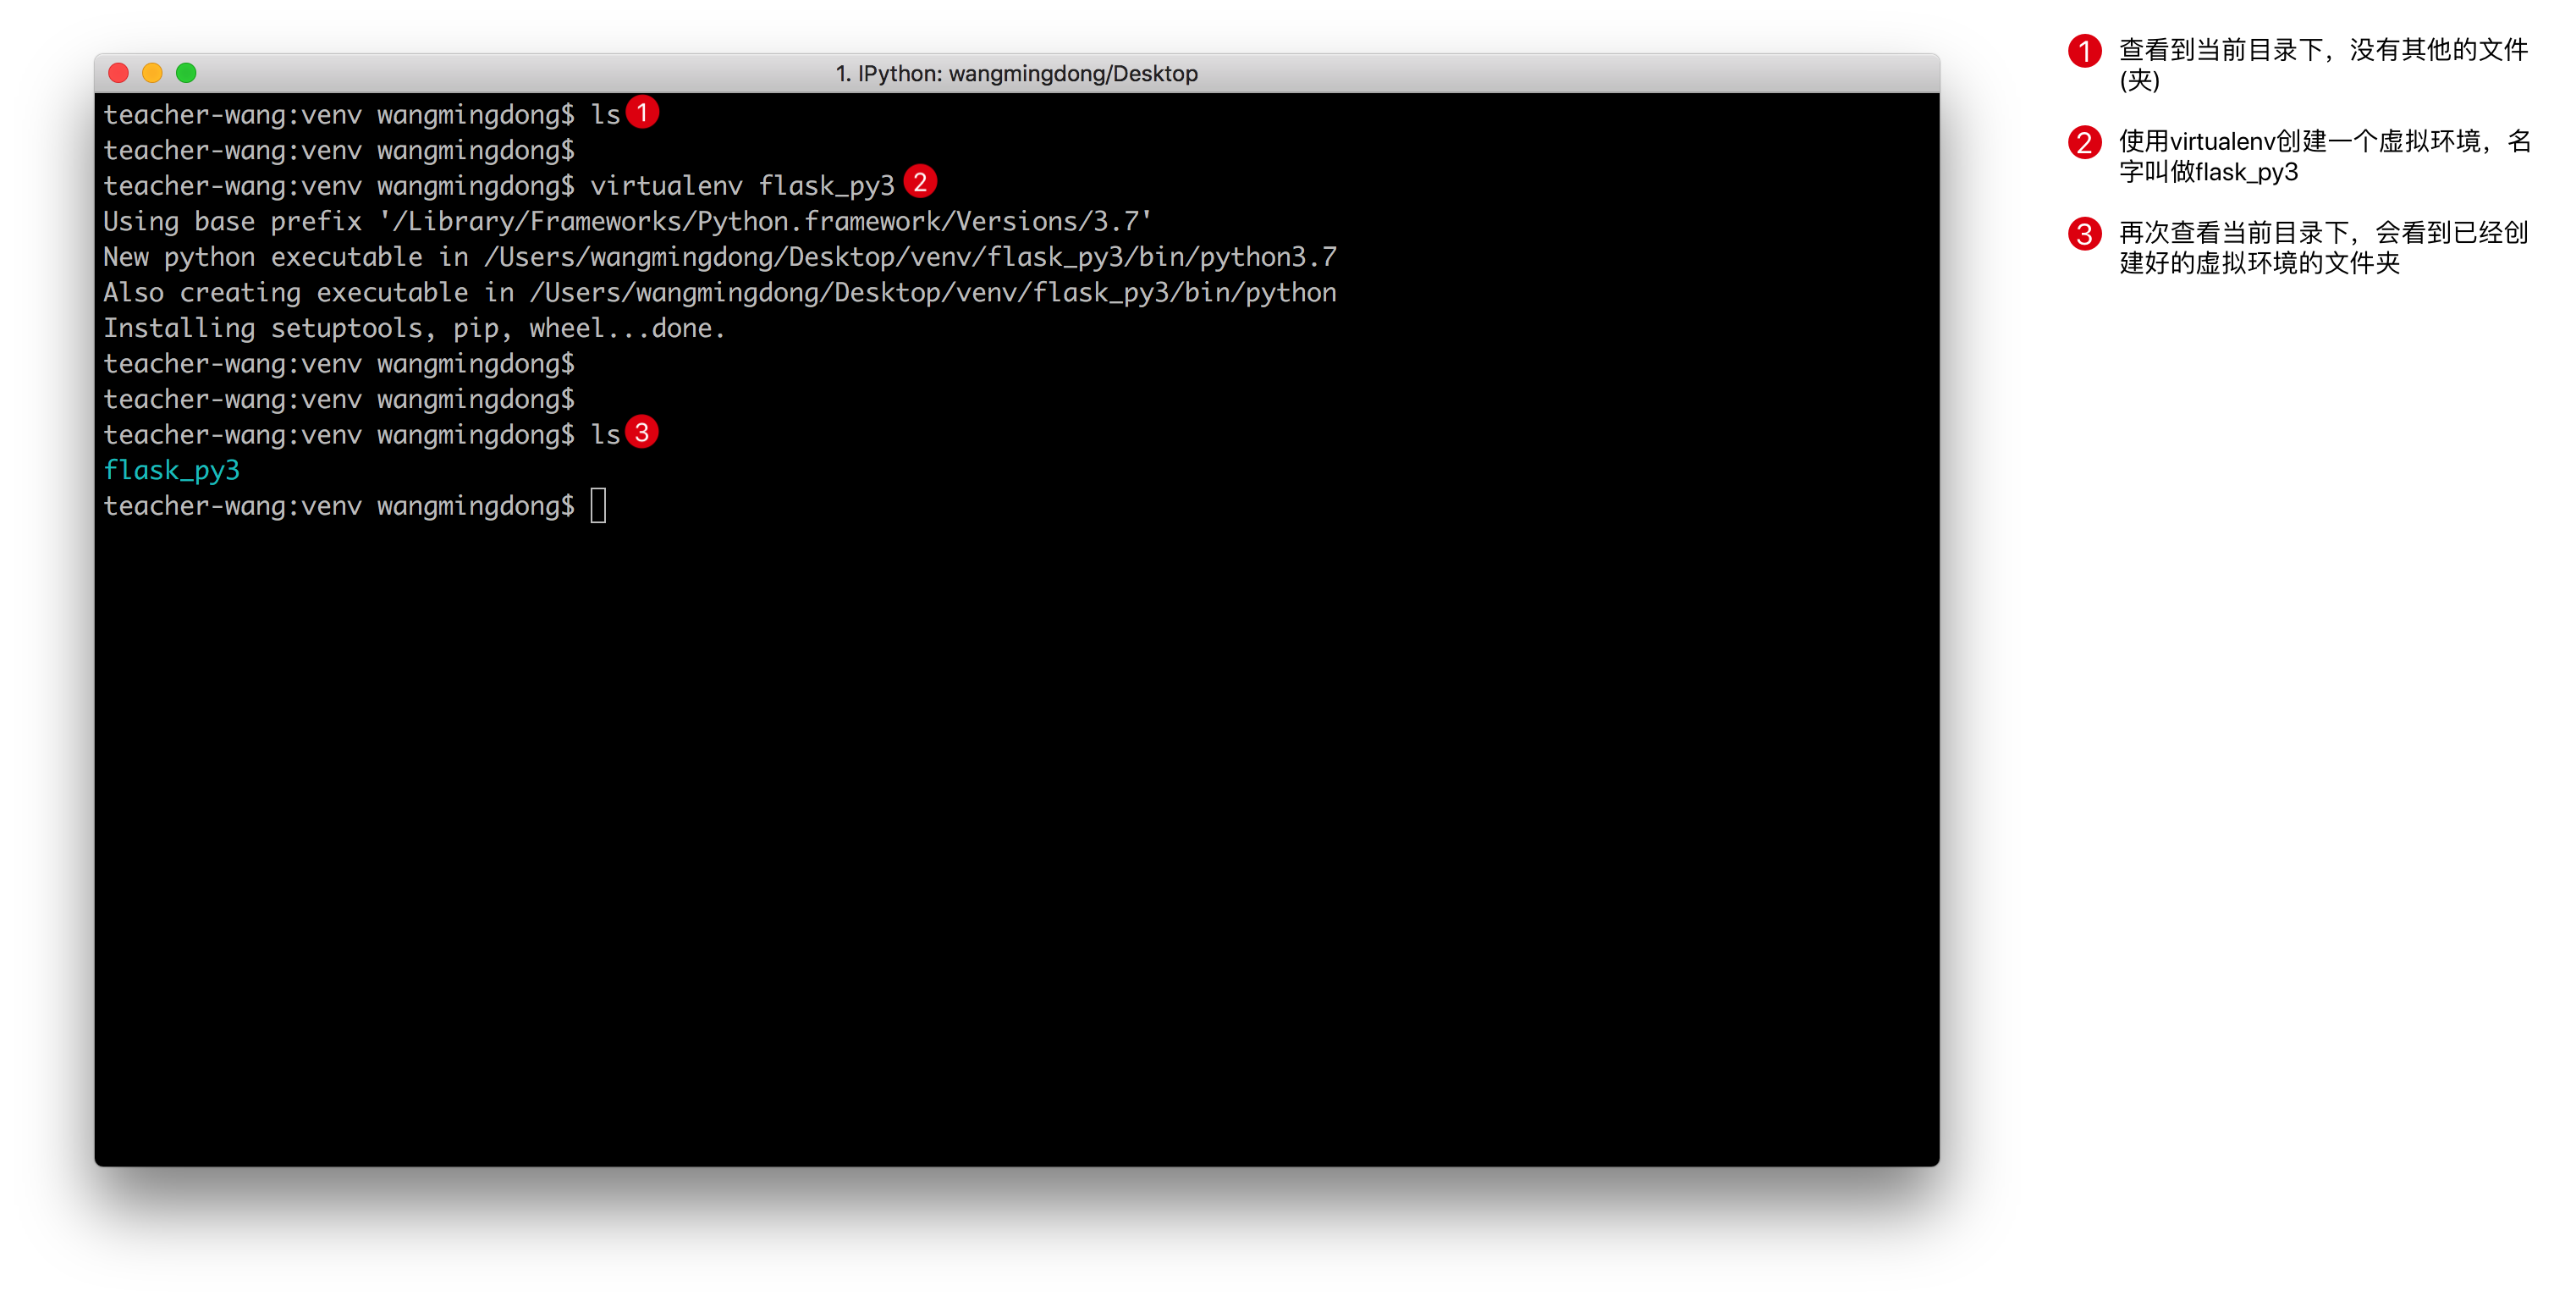 1. IPython: wangmingdong/Desktop
teacher-wang:venv wangmingdong$ ls 1
teacher-wang:venv wangmingdong$
teacher-wang:venv wangmingdong$ virtualenv flask_py3 2
Using base prefix '/Library/Frameworks/Python.framework/Versions/3.7'
New python executable in /Users/wangmingdong/Desktop/venv/flask_py3/bin/python3.7
Also creating executable in /Users/wangmingdong/Desktop/venv/flask_py3/bin/python
Installing setuptools, pip, wheel...done.
teacher-wang:venv wangmingdong$
teacher-wang:venv wangmingdong$
teacher-wang:venv wangmingdong$ ls 3
flask_py3
teacher-wang:venv wangmingdong$
1 查看到当前目录下，没有其他的文件
(夹)
2 使用virtualenv创建一个虚拟环境，名
字叫做flask_py3
3 再次查看当前目录下，会看到已经创
建好的虚拟环境的文件夹